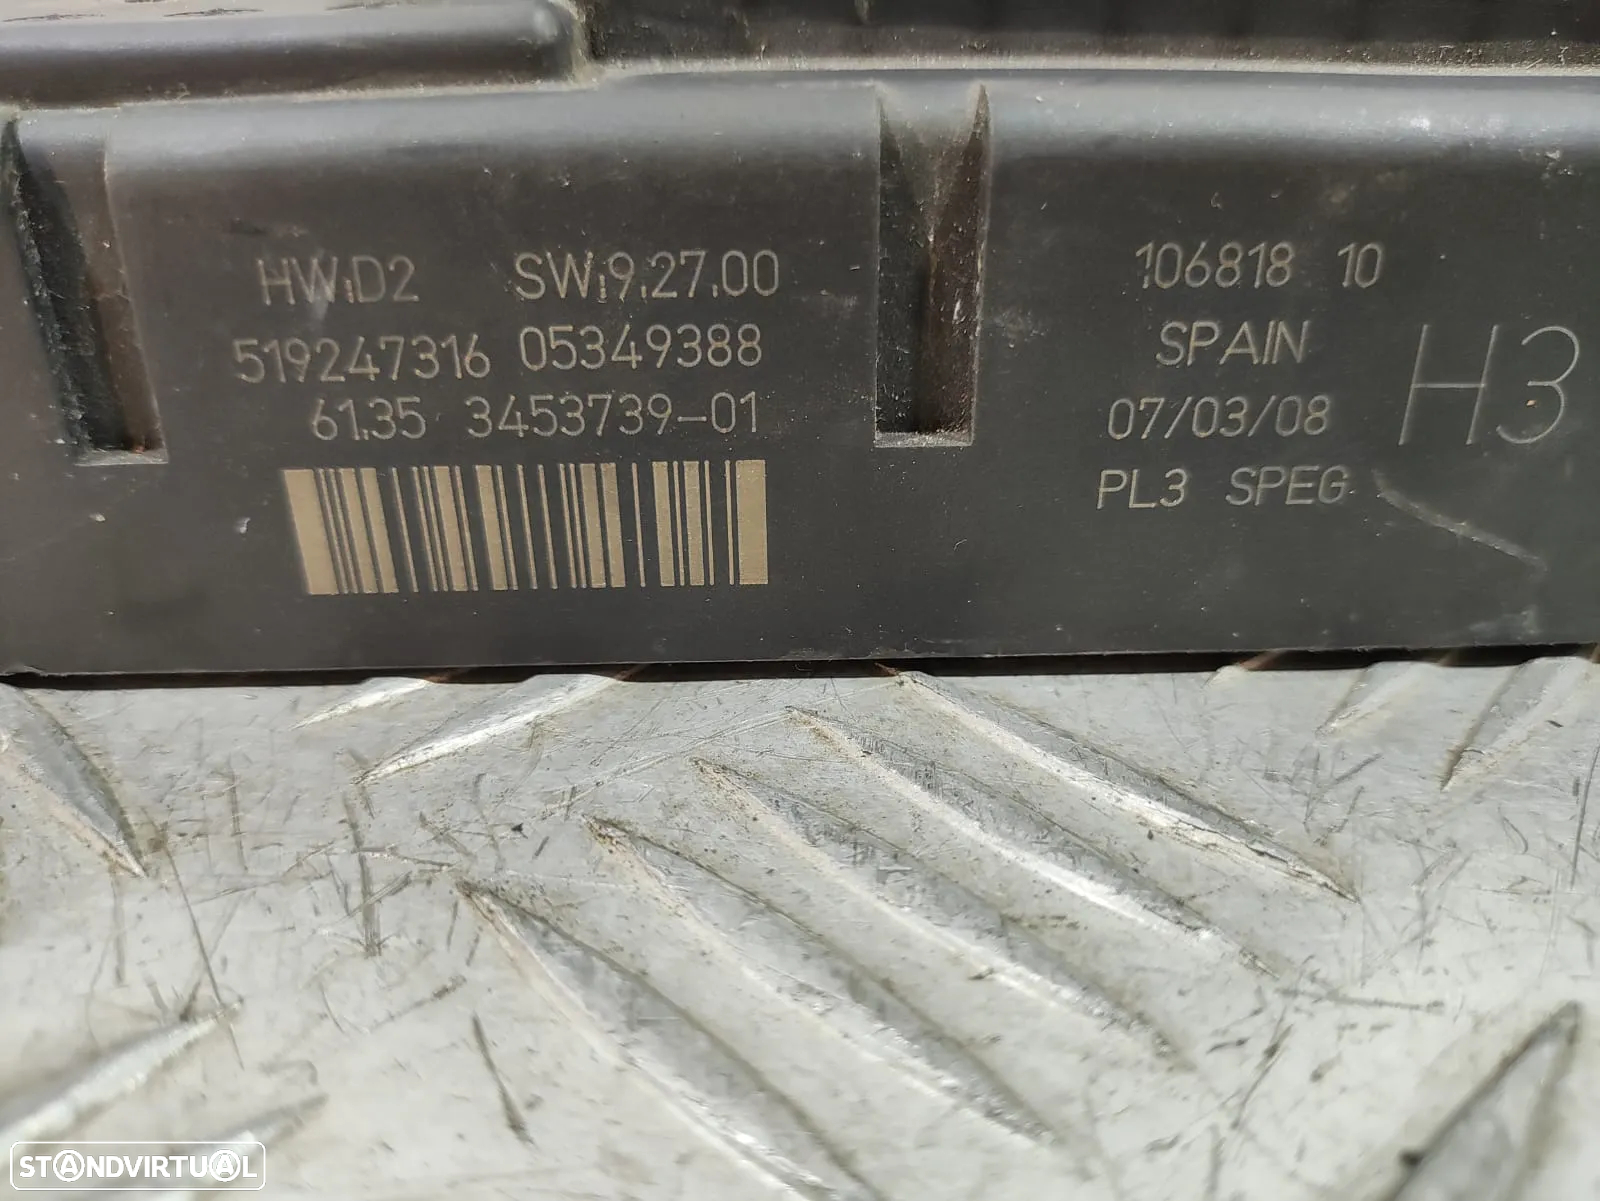 HW:D2 SW:9.27.00
519247316 05349388
61.35 3453739-01
106818 10
SPAIN
07/03/08
PL3 SPEG
H3
STANDVIRTUAL